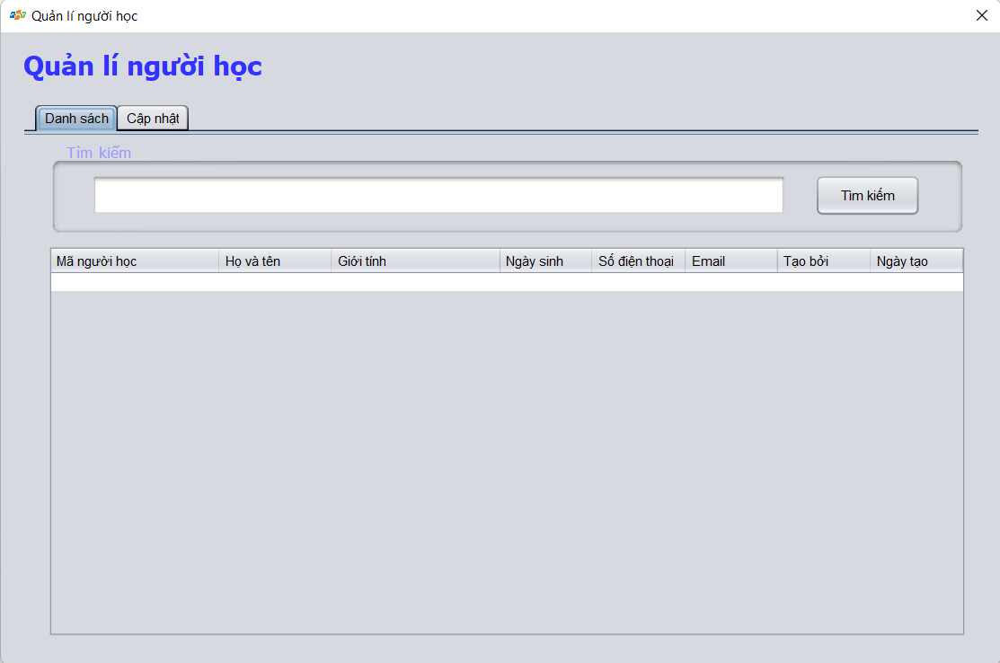 Quản lí người học
Quản lí người học
Danh sách Cập nhật
Tìm kiếm
Tìm kiếm
Mã người học Họ và tên Giới tính Ngày sinh Số điện thoại Email Tạo bởi Ngày tạo